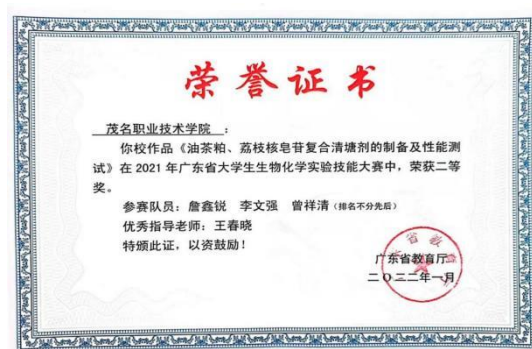 荣誉证书
茂名职业技术学院 :
你校作品《油茶粕、荔枝核皂苷复合清塘剂的制备及性能测
试》在 2021 年广东省大学生生物化学实验技能大赛中，荣获二等
奖。
参赛队员：詹鑫锐 李文强 曾祥清（排名不分先后）
优秀指导老师：王春晓
特颁此证，以资鼓励！
广东省教育厅
二〇二二年一月